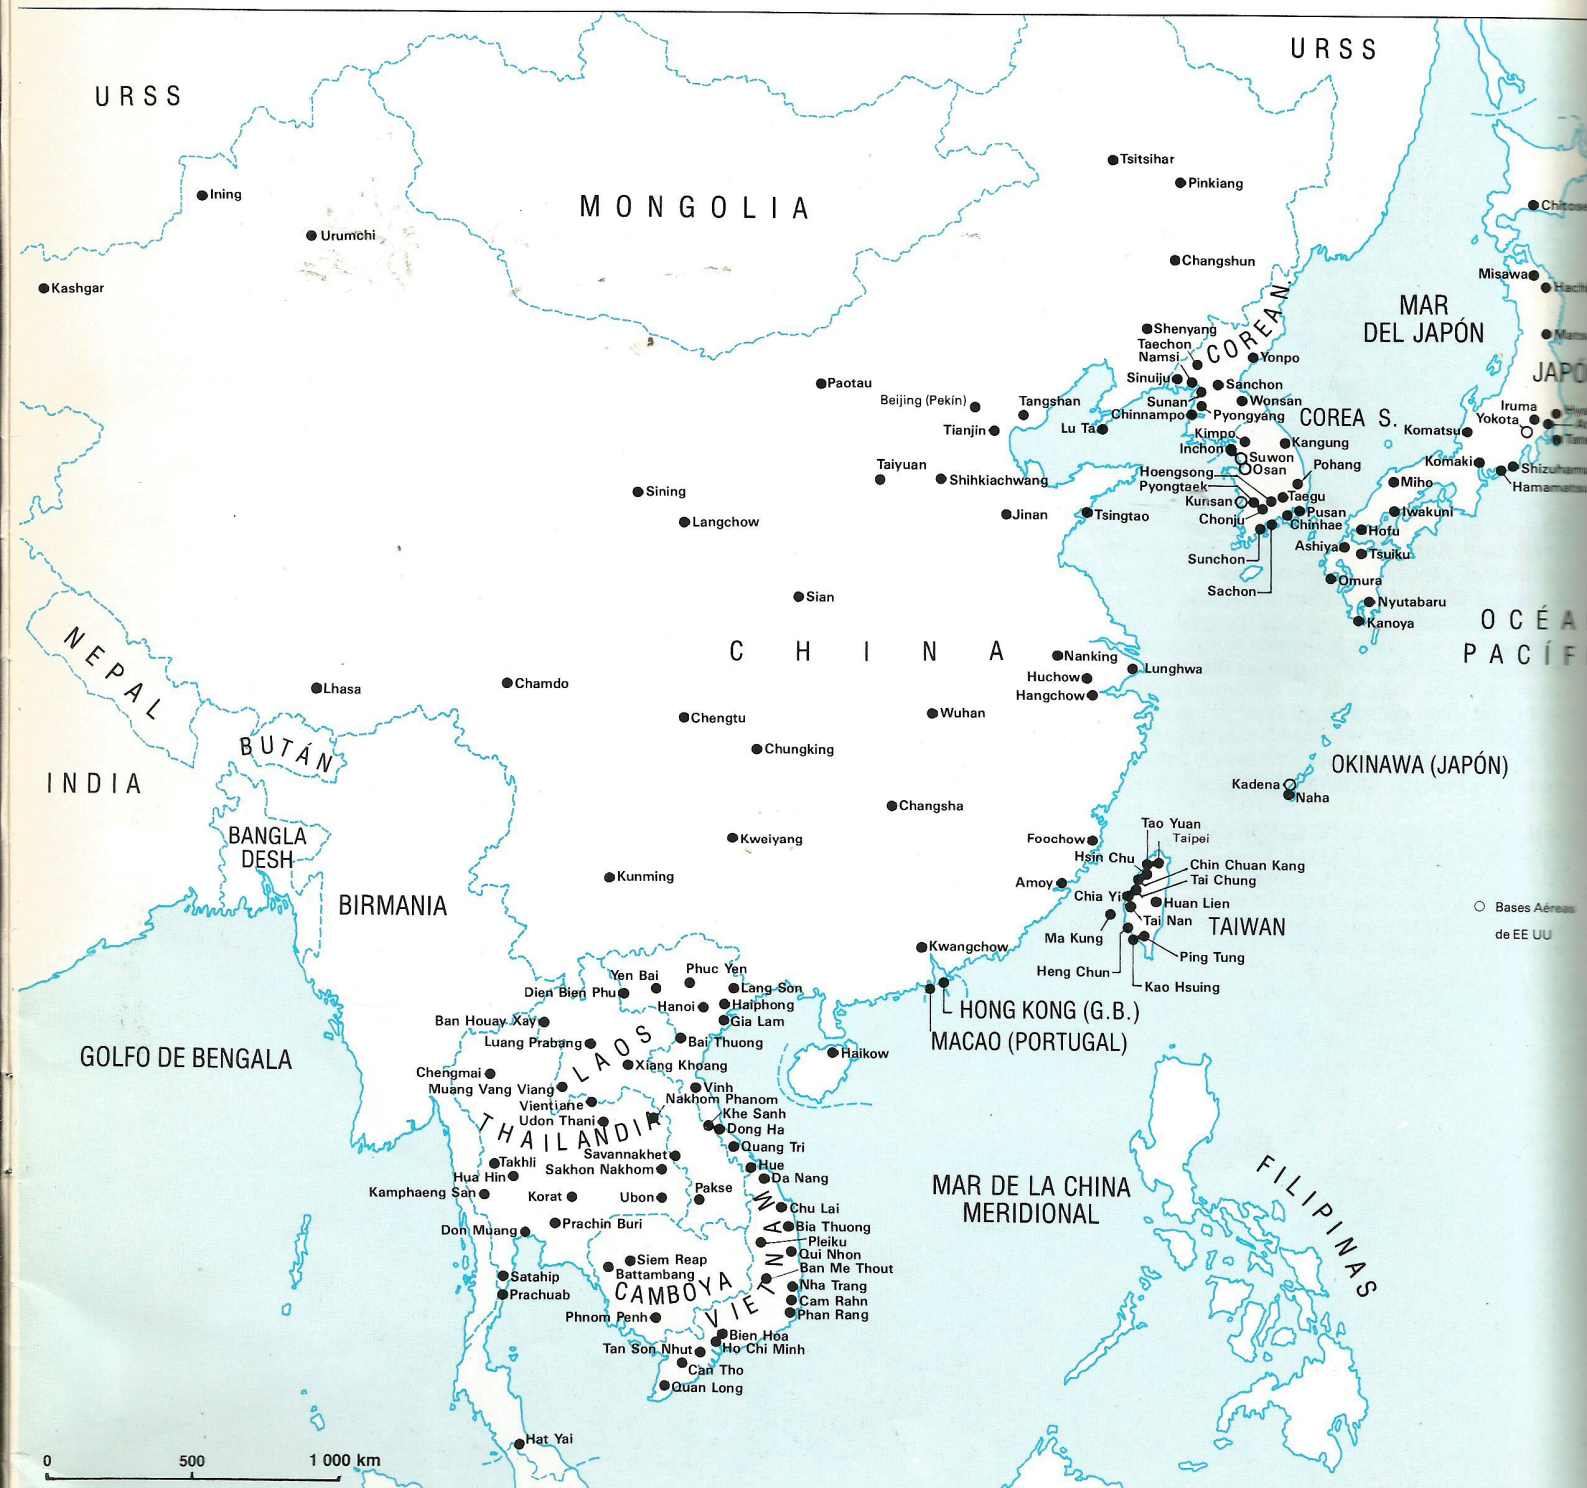 URSS
URSS
MONGOLIA
Tsitsihar
Pinkiang
Ining
Urumchi
Kashgar
Changshun
Misawa
MAR
DEL JAPÓN
Shenyang
Taechon
Namsi
COREA N.
Yonpo
Sinuiju
Sanchon
Sunan
Wonsan
Chinnampo
Pyongyang
COREA S.
Paotau
Beijing (Pekín)
Tangshan
Tianjin
Lu Ta
Iruma
Yokota
Komatsu
Kimpo
Kangung
Inchon
Suwon
Osan
Komaki
Taiyuan
Shihkiachwang
Hoengsong
Pohang
Pyongtaek
Miho
Sining
Kunsan
Taegu
Langchow
Jinan
Tsingtao
Chonju
Pusan
Chinhae
Iwakuni
Hofu
Ashiya
Tsuiku
Sunchon
Omura
Sachon
Nyutabaru
Kanoya
Sian
NEPAL
CHINA
Nanking
Lunghwa
Huchow
Hangchow
Lhasa
Chamdo
Chengtu
Wuhan
Chungking
BUTÁN
INDIA
OKINAWA (JAPÓN)
Kadena
Naha
Changsha
BANGLA
DESH
Kweiyang
Foochow
Tao Yuan
Taipei
Hsin Chu
Chin Chuan Kang
Kunming
Amoy
Tai Chung
Chia Yi
Huan Lien
BIRMANIA
Tai Nan
TAIWAN
Ma Kung
Ping Tung
Heng Chun
Kao Hsuing
Bases Aéreas
de EE UU
Kwangchow
HONG KONG (G.B.)
MACAO (PORTUGAL)
Yen Bai
Phuc Yen
Dien Bien Phu
Lang Son
Hanoi
Haiphong
Gia Lam
Ban Houay Xay
Luang Prabang
LAOS
Bai Thuong
Haikow
GOLFO DE BENGALA
Chengmai
Xiang Khoang
Muang Vang Viang
Vinh
Vientiane
Nakhom Phanom
Udon Thani
Khe Sanh
THAILANDIA
Dong Ha
Quang Tri
Savannakhet
Takhli
Sakhon Nakhom
Hue
Hua Hin
Da Nang
Kamphaeng San
Korat
Ubon
Pakse
Chu Lai
Don Muang
Prachin Buri
Bia Thuong
Pleiku
Qui Nhon
Siem Reap
Battambang
Ban Me Thout
Satahip
Prachuab
CAMBOYA
VIETNAM
Nha Trang
Cam Rahn
Phan Rang
Phnom Penh
Bien Hoa
Ho Chi Minh
Tan Son Nhut
Can Tho
Quan Long
Hat Yai
MAR DE LA CHINA
MERIDIONAL
FILIPINAS
0 500 1 000 km